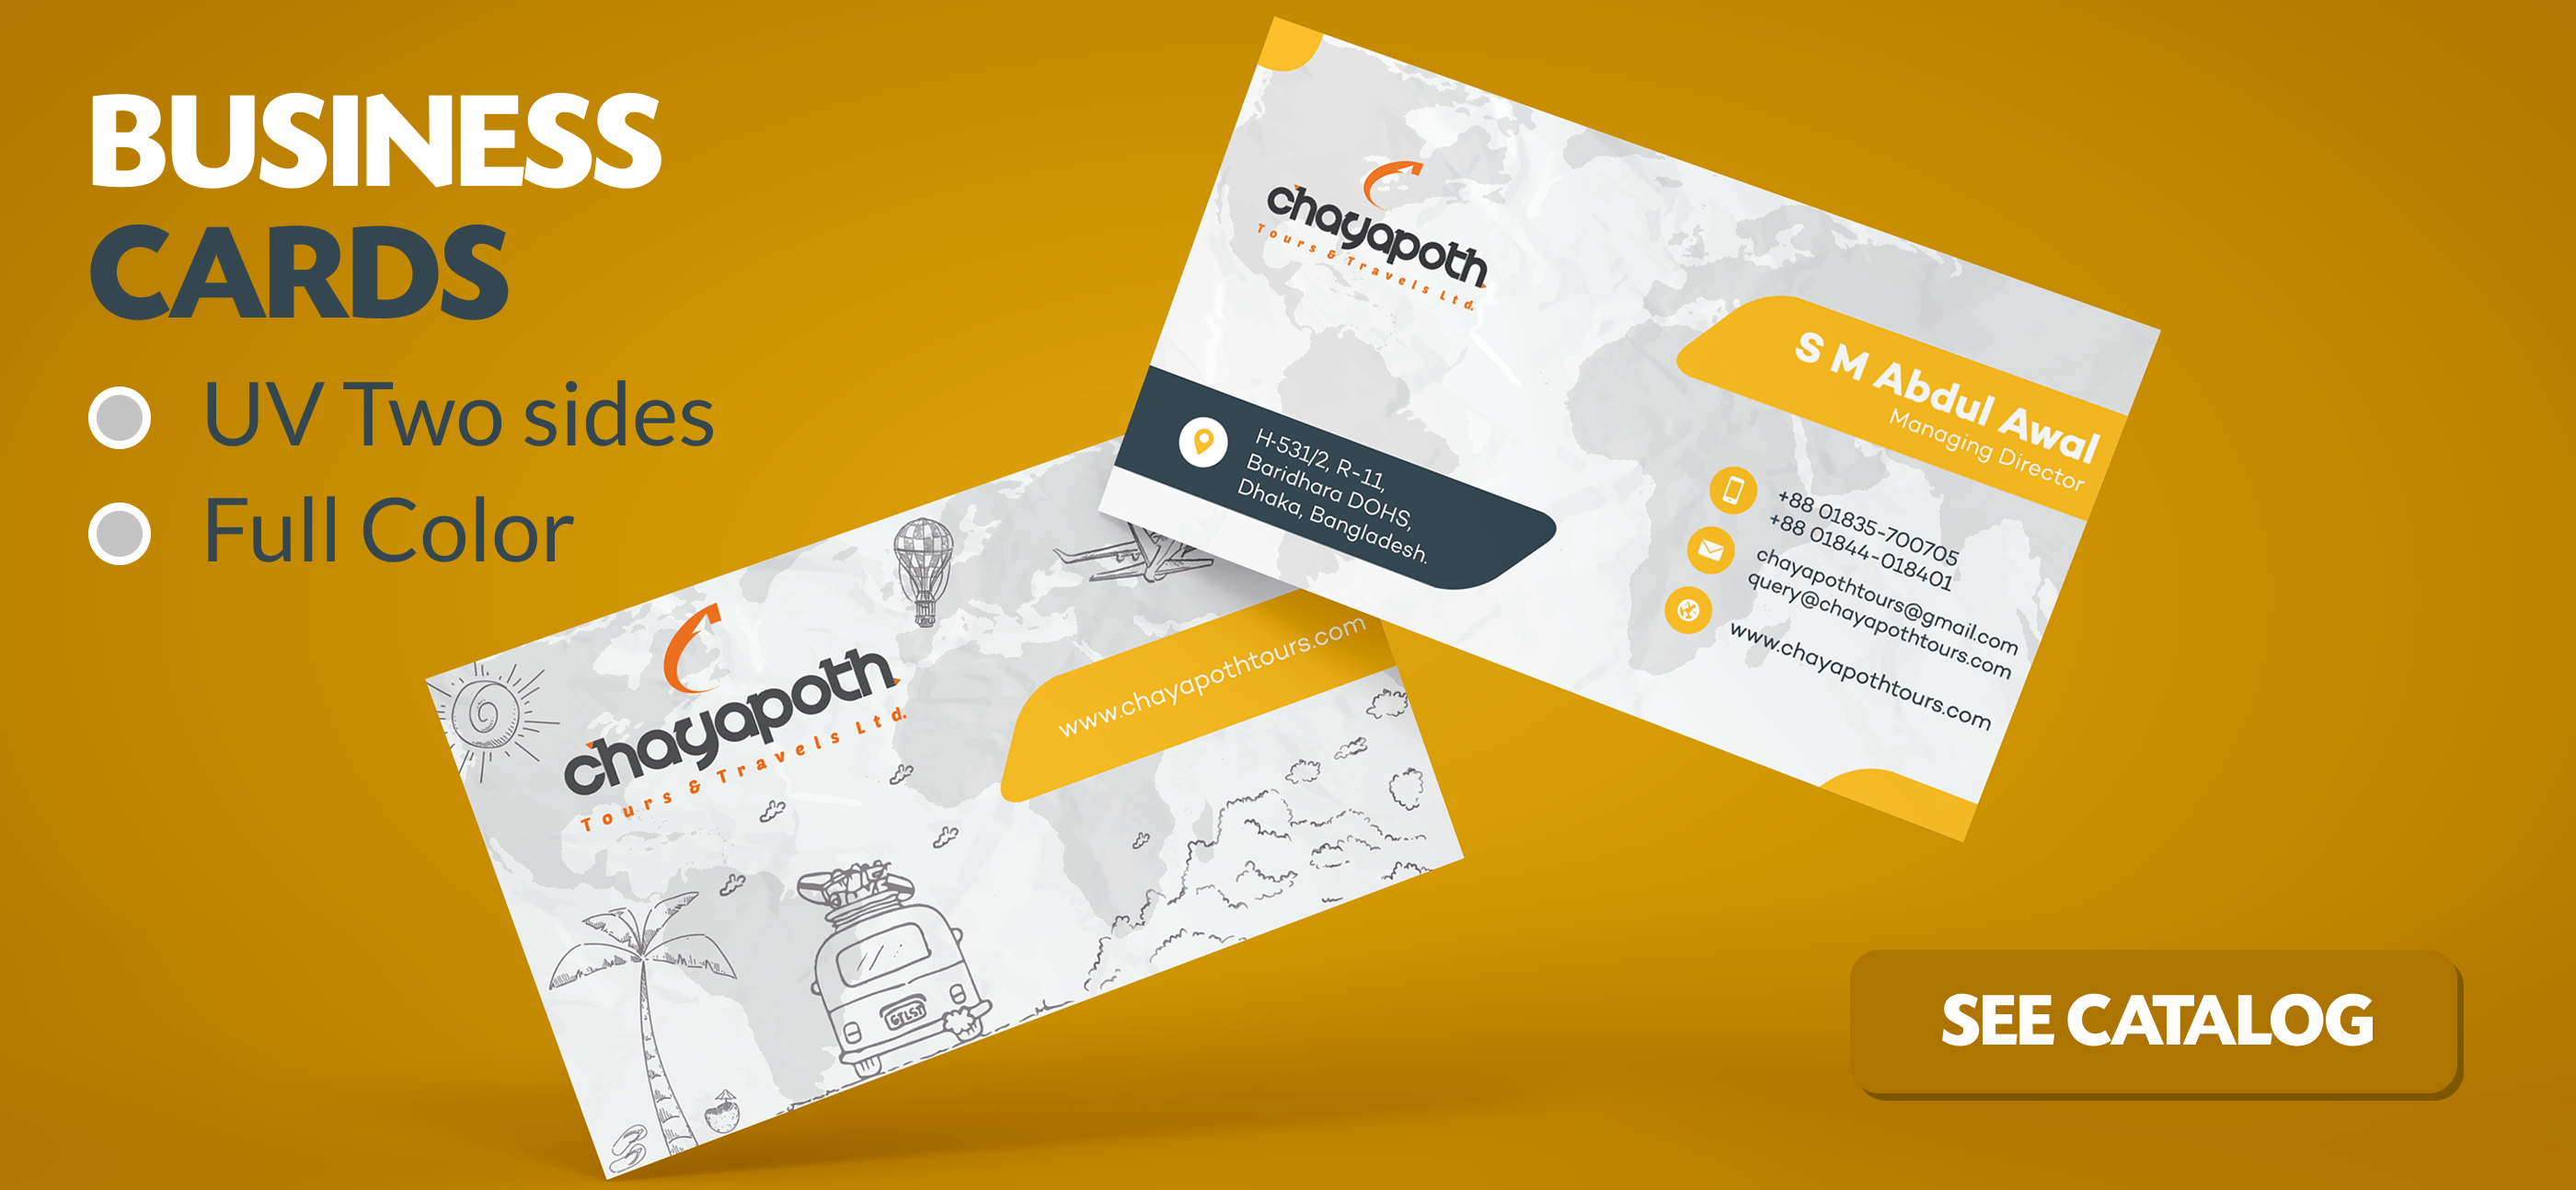 BUSINESS
CARDS
UV Two sides
Full Color
chayapoth
Tours & Travels Ltd.
S M Abdul Awal
Managing Director
H-531/2, R-11,
Baridhara DOHS,
Dhaka, Bangladesh.
+88 01835-700705
+88 01844-018401
chayapothtours@gmail.com
query@chayapothtours.com
www.chayapothtours.com
chayapoth
Tours & Travels Ltd.
www.chayapothtours.com
GTLST
SEE CATALOG